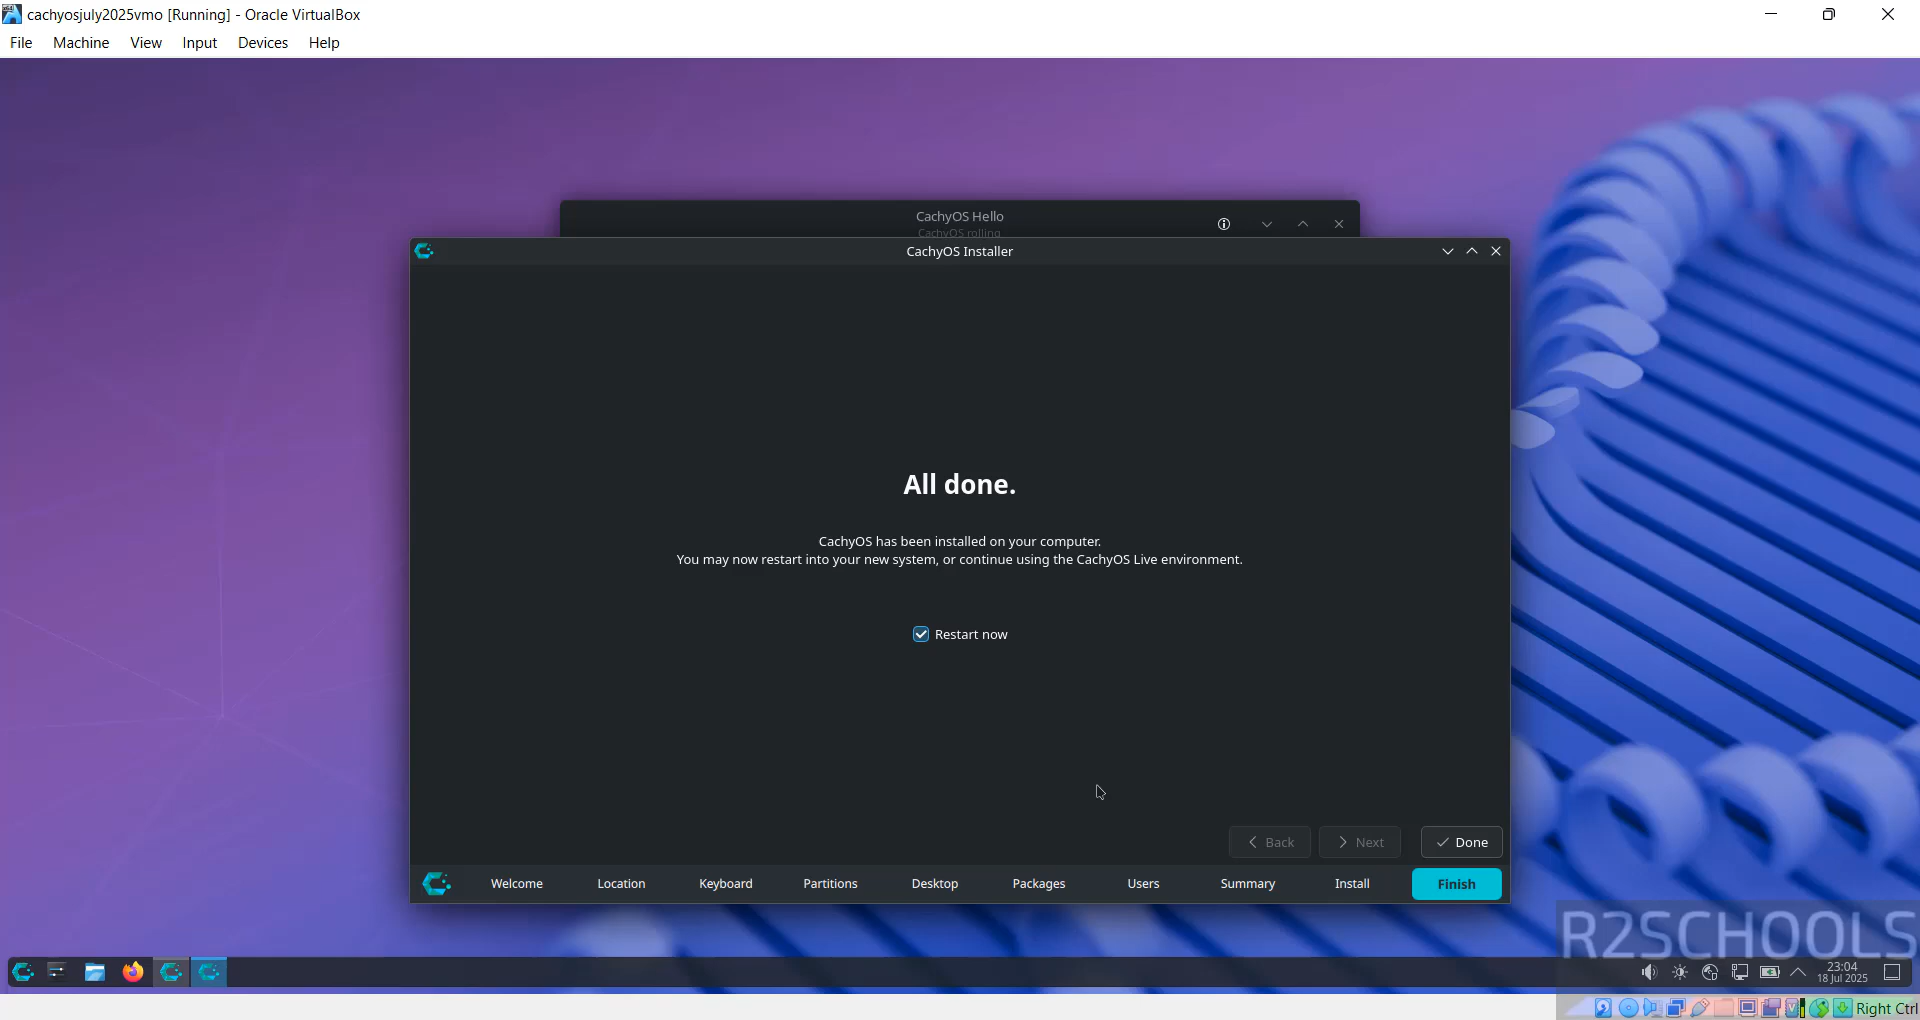 cachyosjuly2025vmo [Running] - Oracle VirtualBox
File Machine View Input Devices Help
CachyOS Hello
CachyOS rolling
CachyOS Installer
All done.
CachyOS has been installed on your computer.
You may now restart into your new system, or continue using the CachyOS Live environment.
Restart now
Back Next Done
Welcome Location Keyboard Partitions Desktop Packages Users Summary Install Finish
R2SCHOOLS
23:04
18 Jul 2025
Right Ctrl